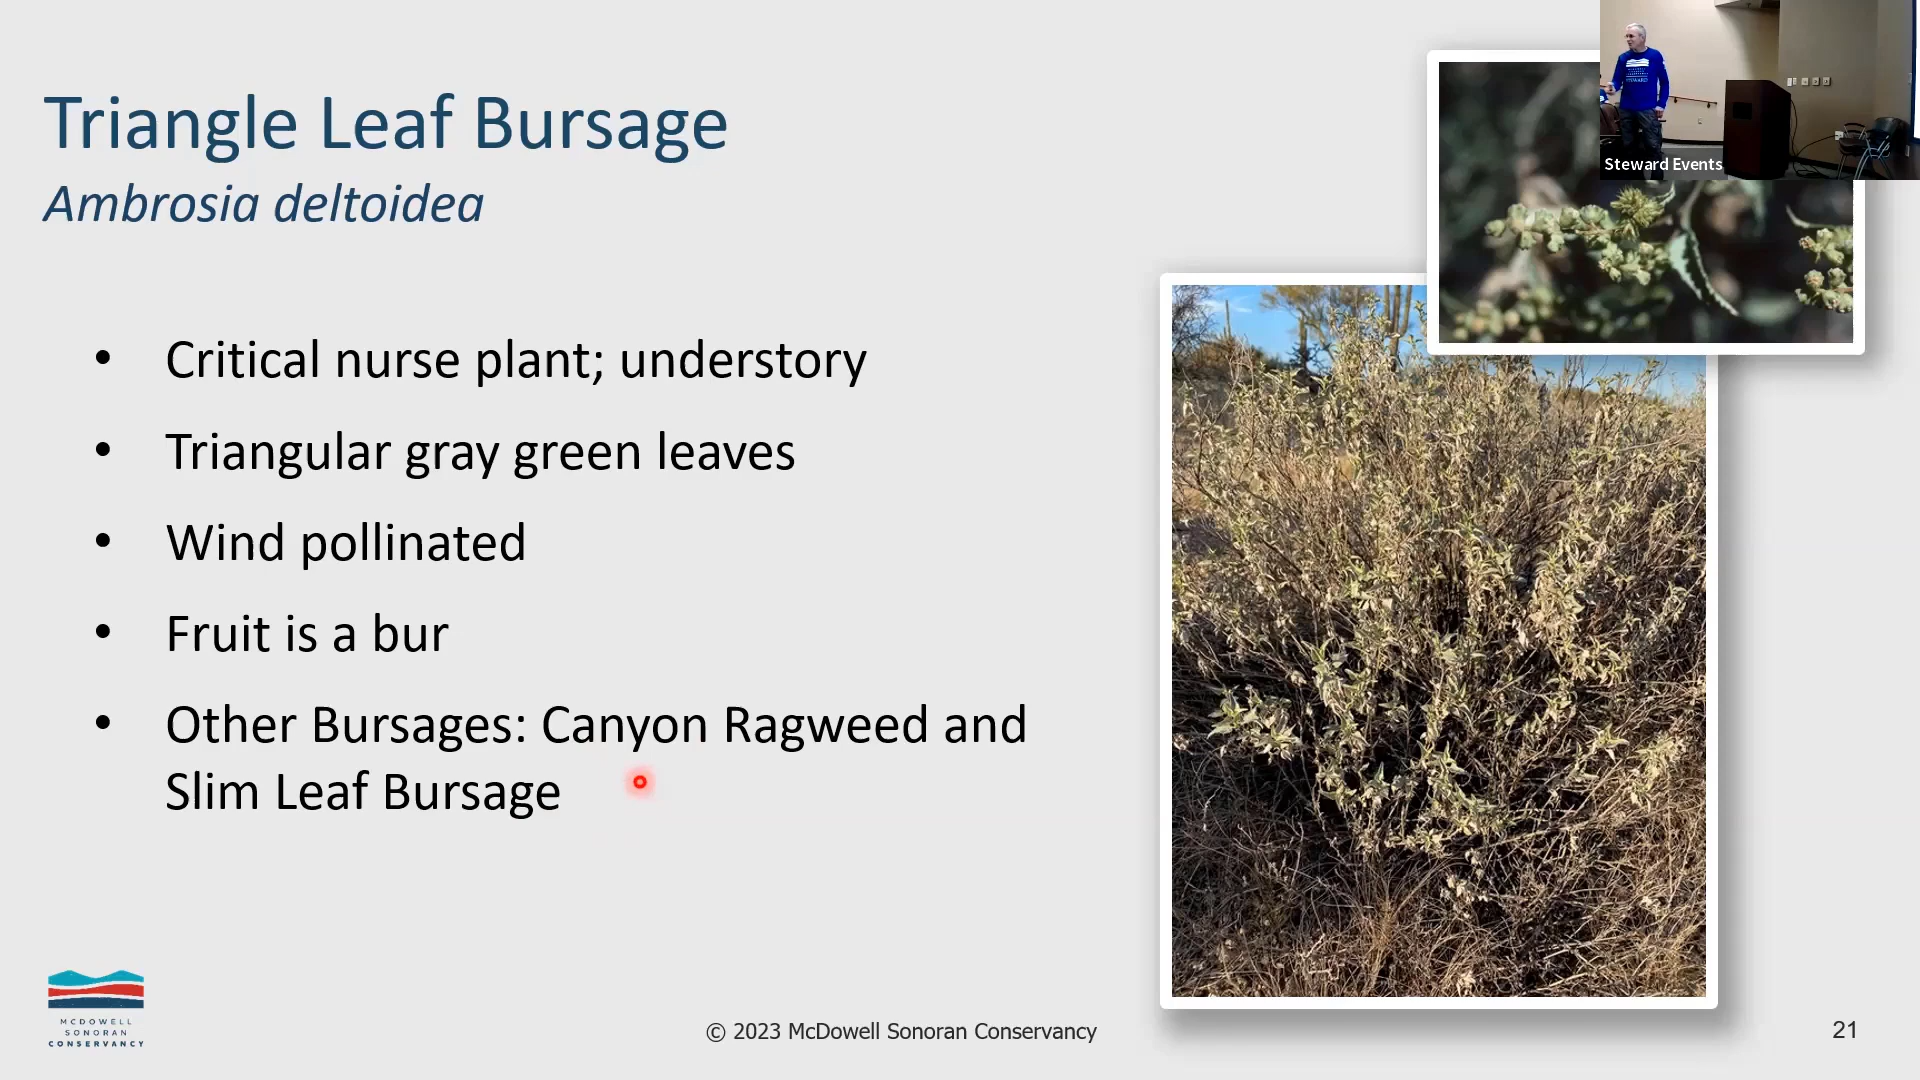 Triangle Leaf Bursage
Ambrosia deltoidea
• Critical nurse plant; understory
• Triangular gray green leaves
• Wind pollinated
• Fruit is a bur
• Other Bursages: Canyon Ragweed and
Slim Leaf Bursage
Steward Events
MCDOWELL
SONORAN
CONSERVANCY
© 2023 McDowell Sonoran Conservancy
21